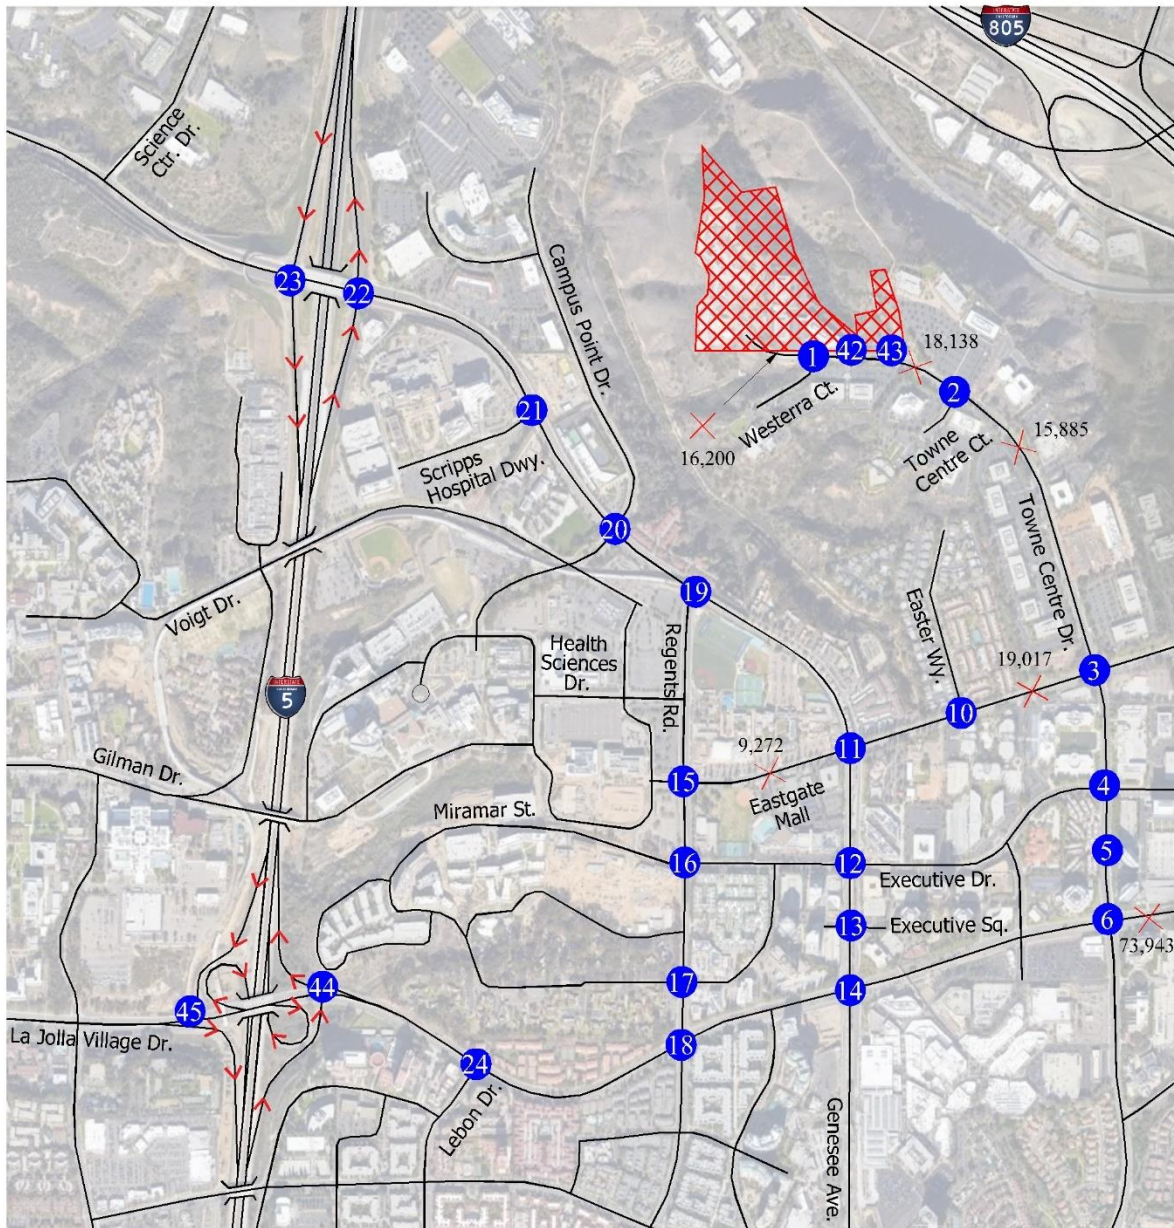 INTERSTATE
805
Science
Ctr. Dr.
Campus Point Dr.
23
22
1
42
43
18,138
2
Westerra Ct.
16,200
Towne
Centre Ct.
15,885
21
Scripps
Hospital Dwy.
Towne Centre Dr.
20
19
Voigt Dr.
Easter Wy.
Health
Sciences
Dr.
Regents Rd.
INTERSTATE
5
19,017
3
10
11
9,272
15
Eastgate
Mall
4
Gilman Dr.
Miramar St.
16
12
5
Executive Dr.
13
Executive Sq.
6
73,943
17
14
44
45
La Jolla Village Dr.
18
24
Lebon Dr.
Genesee Ave.